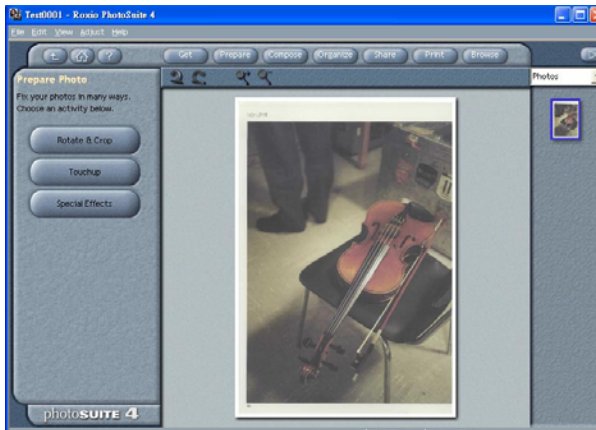 Test0001 - Roxio PhotoSuite 4
File Edit View Adjust Help
Get Prepare Compose Organize Share Print Browse
Prepare Photo
Photos
Fix your photos in many ways.
Choose an activity below.
Rotate & Crop
Touchup
Special Effects
photoSUITE 4